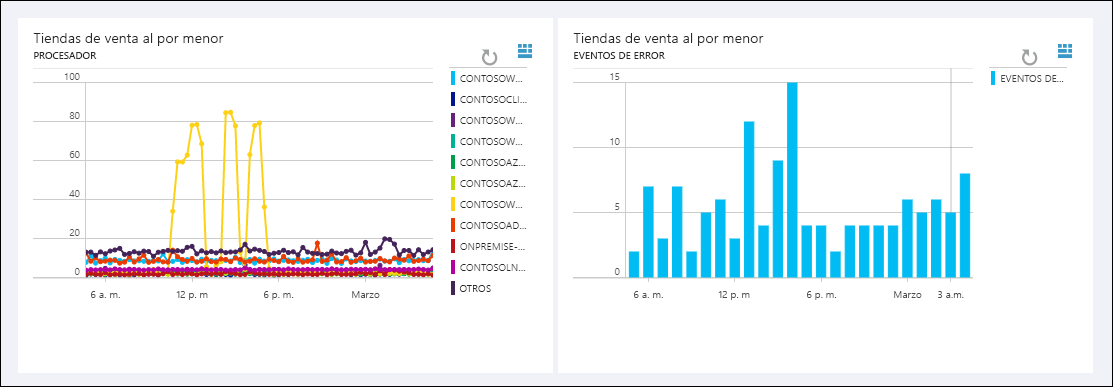 Tiendas de venta al por menor
PROCESADOR
100
80
60
40
20
0
6 a. m.
12 p. m
6 p. m.
Marzo
CONTOSOW...
CONTOSOCLI...
CONTOSOW...
CONTOSOW...
CONTOSOAZ...
CONTOSOAZ...
CONTOSOW...
CONTOSOAD...
ONPREMISE-...
CONTOSOLN...
OTROS
Tiendas de venta al por menor
EVENTOS DE ERROR
15
10
5
0
6 a. m.
12 p. m
6 p. m.
Marzo
3 a.m.
EVENTOS DE...